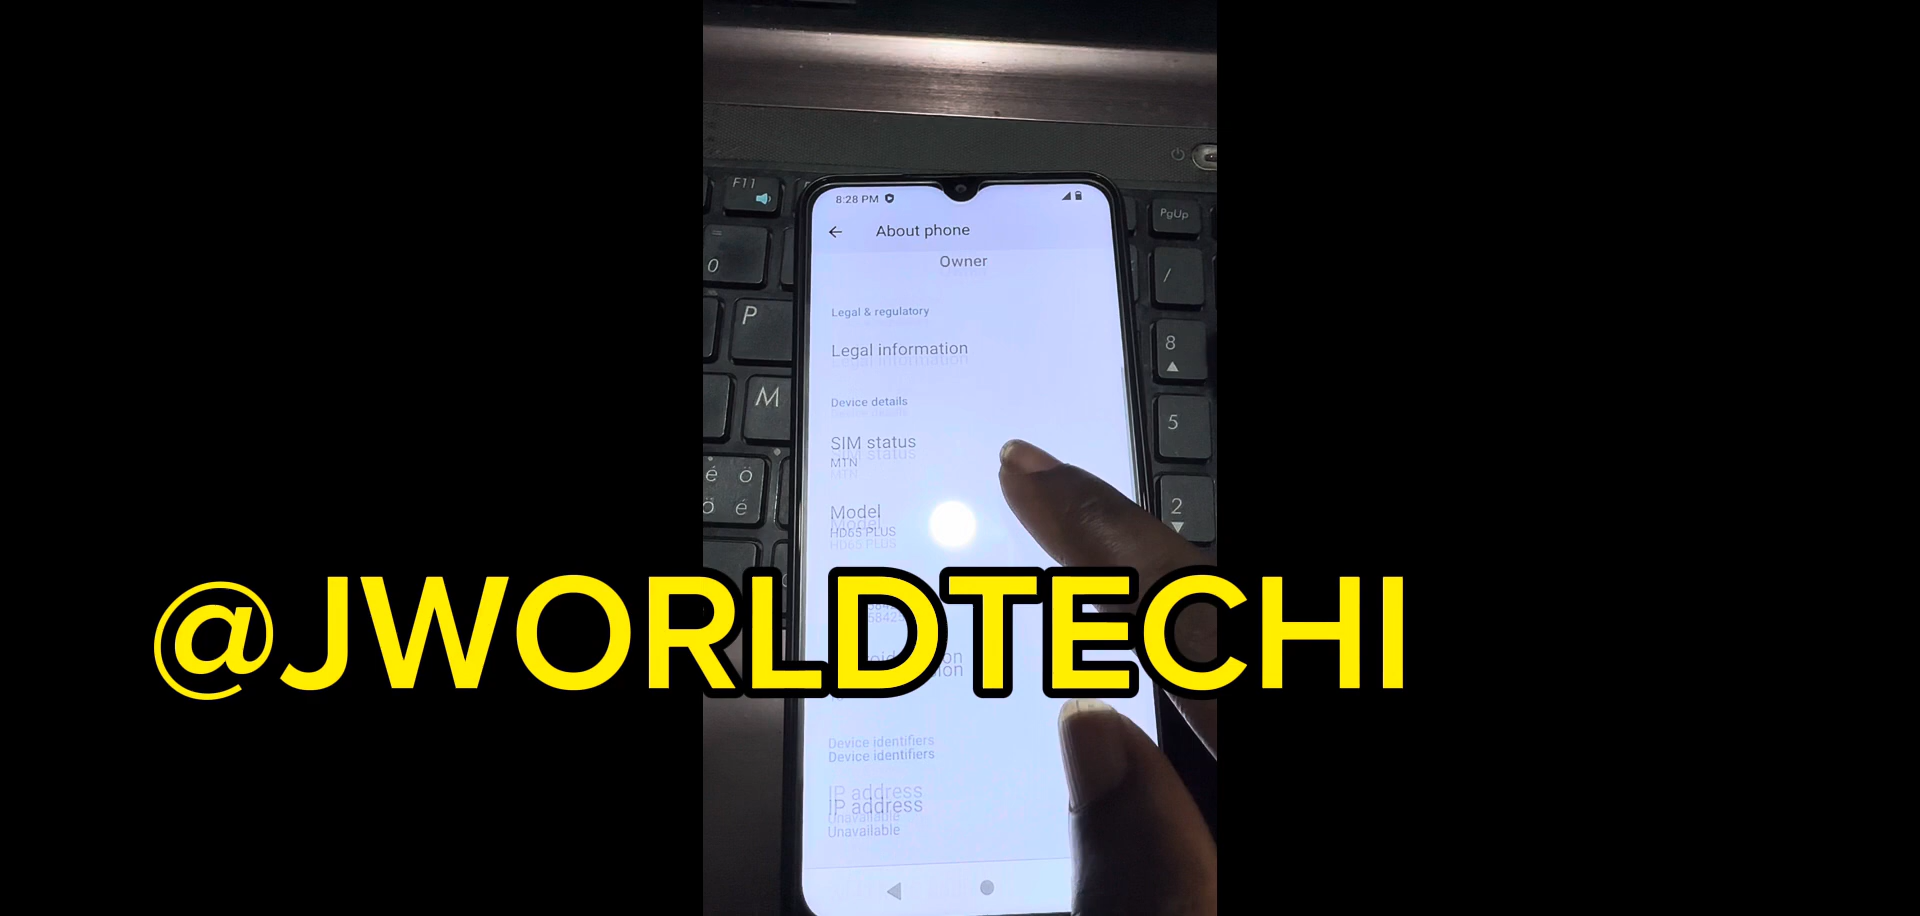 F11
PgUp
0
/
P
8
M
5
é ö
ő é
2
8:28 PM
About phone
Owner
Legal & regulatory
Legal information
Device details
SIM status
MTN
Model
HD65 PLUS
@JWORLDTECHI
Device identifiers
IP address
Unavailable